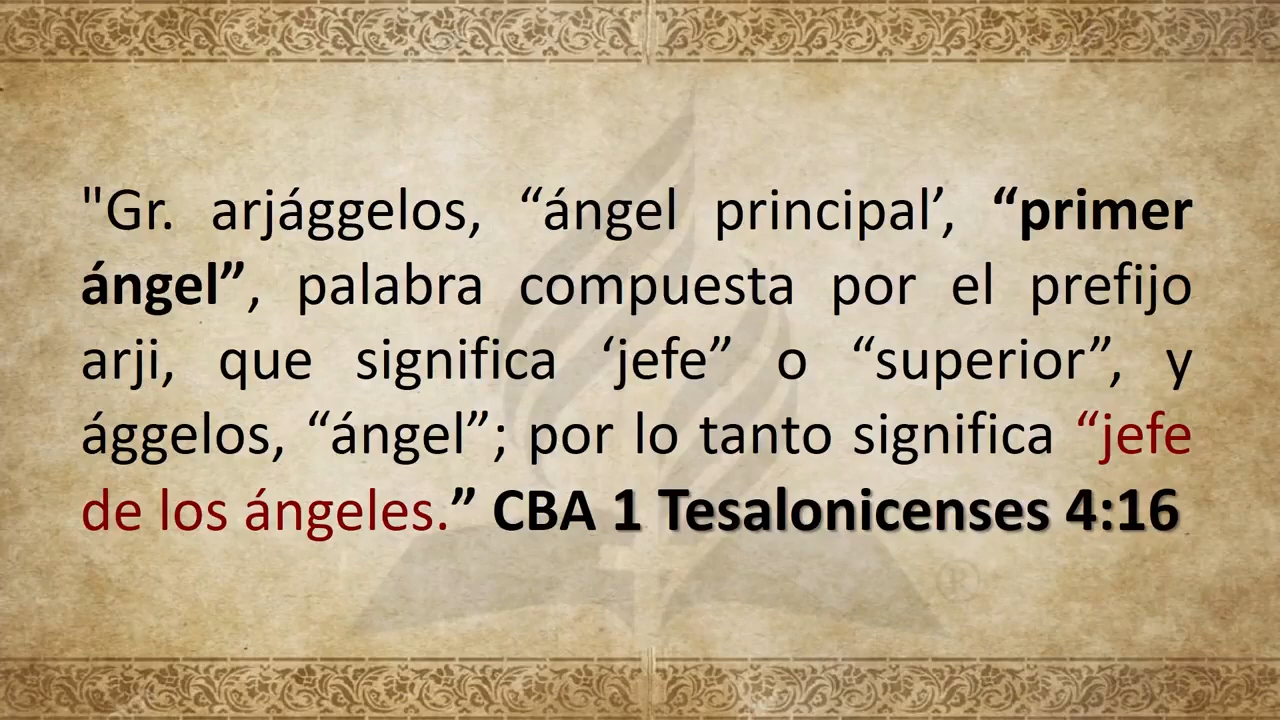 "Gr. arjággelos, “ángel principal’, “primer
ángel”, palabra compuesta por el prefijo
arji, que significa ‘jefe” o “superior”, y
ággelos, “ángel”; por lo tanto significa “jefe
de los ángeles.” CBA 1 Tesalonicenses 4:16
®